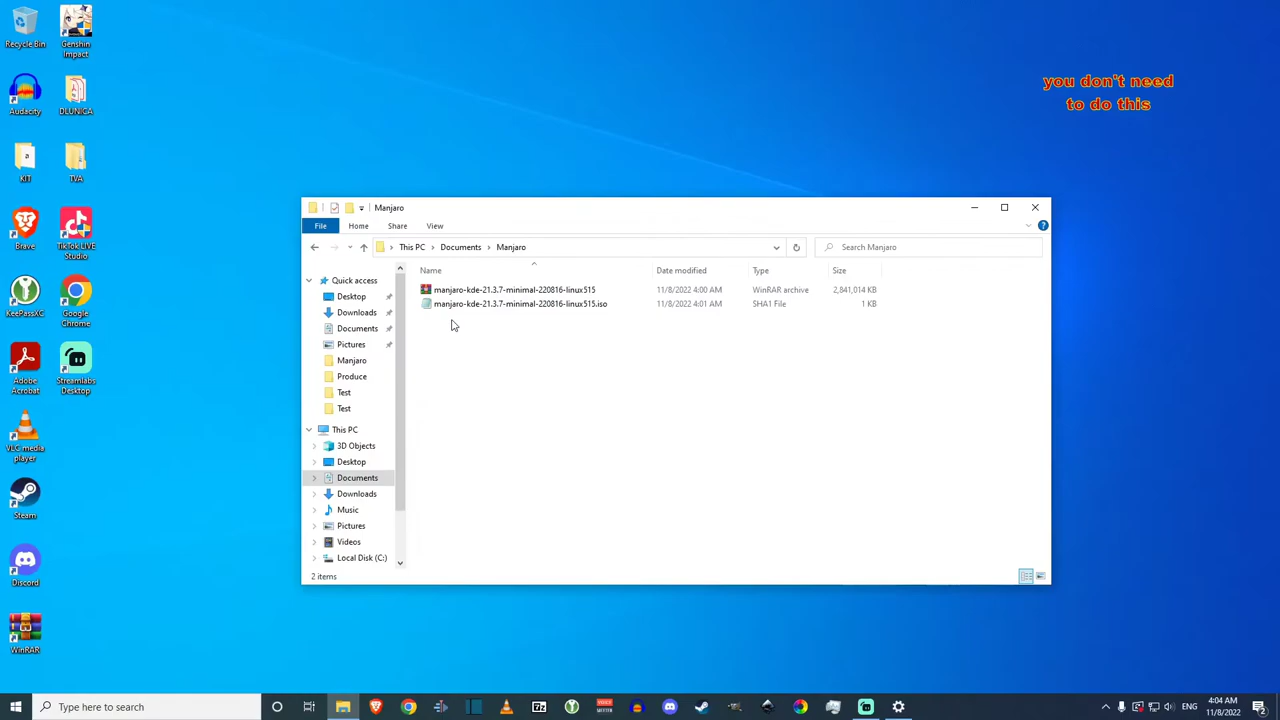 Recycle Bin
Genshin
Impact
Audacity
DLUNICA
KIT
TVA
Brave
TikTok LIVE
Studio
KeePassXC
Google
Chrome
Adobe
Acrobat
Streamlabs
Desktop
VLC media
player
Steam
Discord
WinRAR
you don't need
to do this
Manjaro
File Home Share View
This PC > Documents > Manjaro
Search Manjaro
Name Date modified Type Size
manjaro-kde-21.3.7-minimal-220816-linux515 11/8/2022 4:00 AM WinRAR archive 2,841,014 KB
manjaro-kde-21.3.7-minimal-220816-linux515.iso 11/8/2022 4:01 AM SHA1 File 1 KB
Quick access
Desktop
Downloads
Documents
Pictures
Manjaro
Produce
Test
Test
This PC
3D Objects
Desktop
Documents
Downloads
Music
Pictures
Videos
Local Disk (C:)
2 items
Type here to search
4:04 AM
11/8/2022